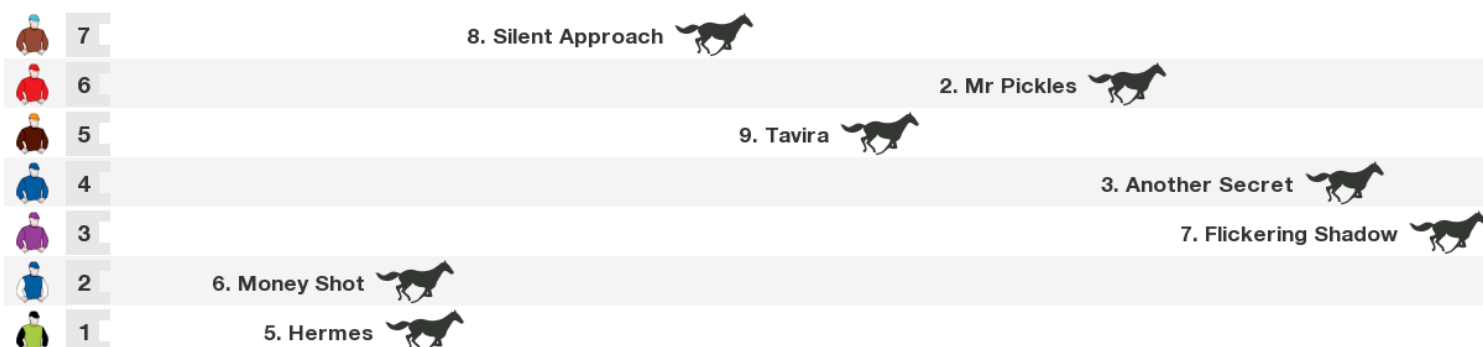 7 8. Silent Approach
6 2. Mr Pickles
5 9. Tavira
4 3. Another Secret
3 7. Flickering Shadow
2 6. Money Shot
1 5. Hermes